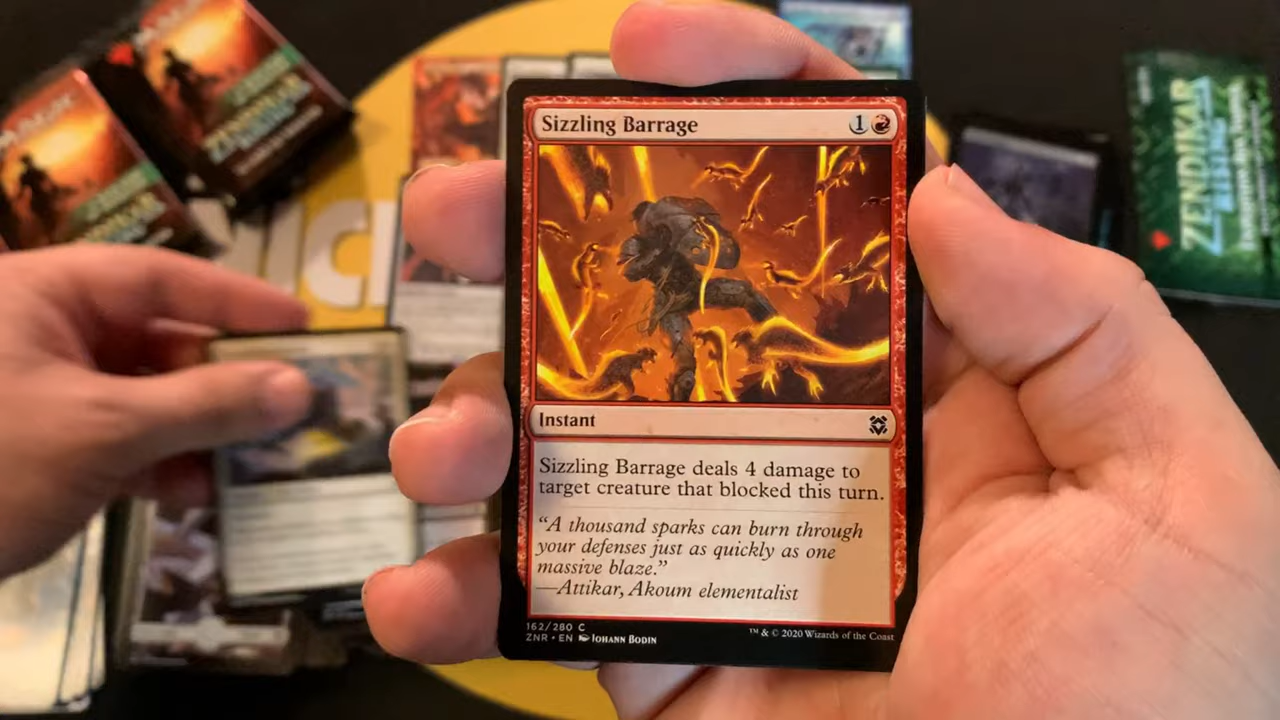 Sizzling Barrage
1
Instant
Sizzling Barrage deals 4 damage to
target creature that blocked this turn.
“A thousand sparks can burn through
your defenses just as quickly as one
massive blaze.”
—Attikar, Akoum elementalist
162/280 C
ZNR • EN Johann Bodin
™ & © 2020 Wizards of the Coast
ZENDIKAR